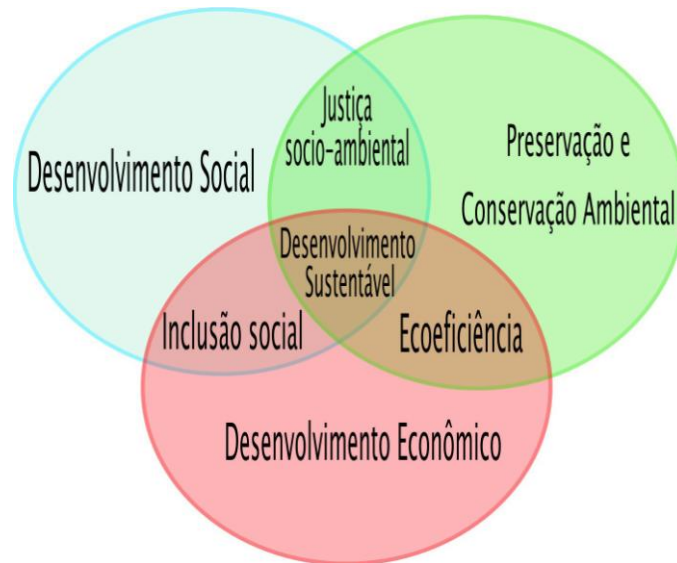 Justiça
socio-ambiental
Desenvolvimento Social
Preservação e
Conservação Ambiental
Desenvolvimento
Sustentável
Inclusão social
Ecoeficiência
Desenvolvimento Econômico